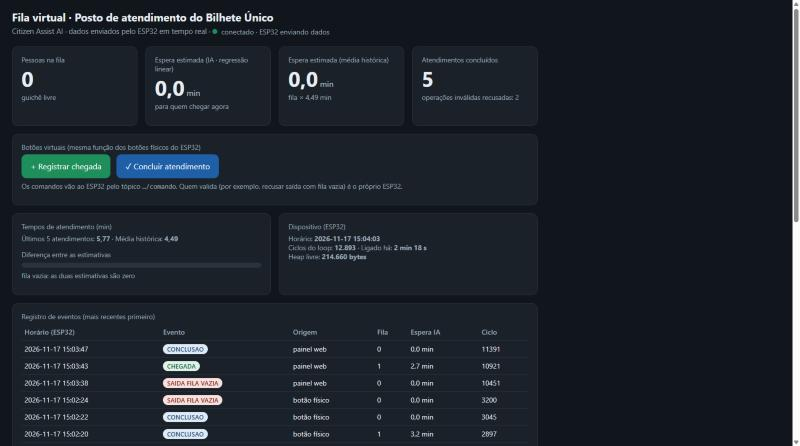 Fila virtual · Posto de atendimento do Bilhete Único
Citizen Assist AI · dados enviados pelo ESP32 em tempo real · conectado · ESP32 enviando dados
Pessoas na fila
0
guichê livre
Espera estimada (IA · regressão linear)
0,0 min
para quem chegar agora
Espera estimada (média histórica)
0,0 min
fila × 4,49 min
Atendimentos concluídos
5
operações inválidas recusadas: 2
Botões virtuais (mesma função dos botões físicos do ESP32)
+ Registrar chegada
✓ Concluir atendimento
Os comandos vão ao ESP32 pelo tópico …/comando. Quem valida (por exemplo, recusar saída com fila vazia) é o próprio ESP32.
Tempos de atendimento (min)
Últimos 5 atendimentos: 5,77 · Média histórica: 4,49
Diferença entre as estimativas
fila vazia: as duas estimativas são zero
Dispositivo (ESP32)
Horário: 2026-11-17 15:04:03
Ciclos do loop: 12.893 · Ligado há: 2 min 18 s
Heap livre: 214.660 bytes
Registro de eventos (mais recentes primeiro)
Horário (ESP32) Evento Origem Fila Espera IA Ciclo
2026-11-17 15:03:47 CONCLUSAO painel web 0 0.0 min 11391
2026-11-17 15:03:43 CHEGADA painel web 1 2.7 min 10921
2026-11-17 15:03:38 SAIDA FILA VAZIA painel web 0 0.0 min 10451
2026-11-17 15:02:24 SAIDA FILA VAZIA botão físico 0 0.0 min 3200
2026-11-17 15:02:22 CONCLUSAO botão físico 0 0.0 min 3045
2026-11-17 15:02:20 CONCLUSAO botão físico 1 3.2 min 2897